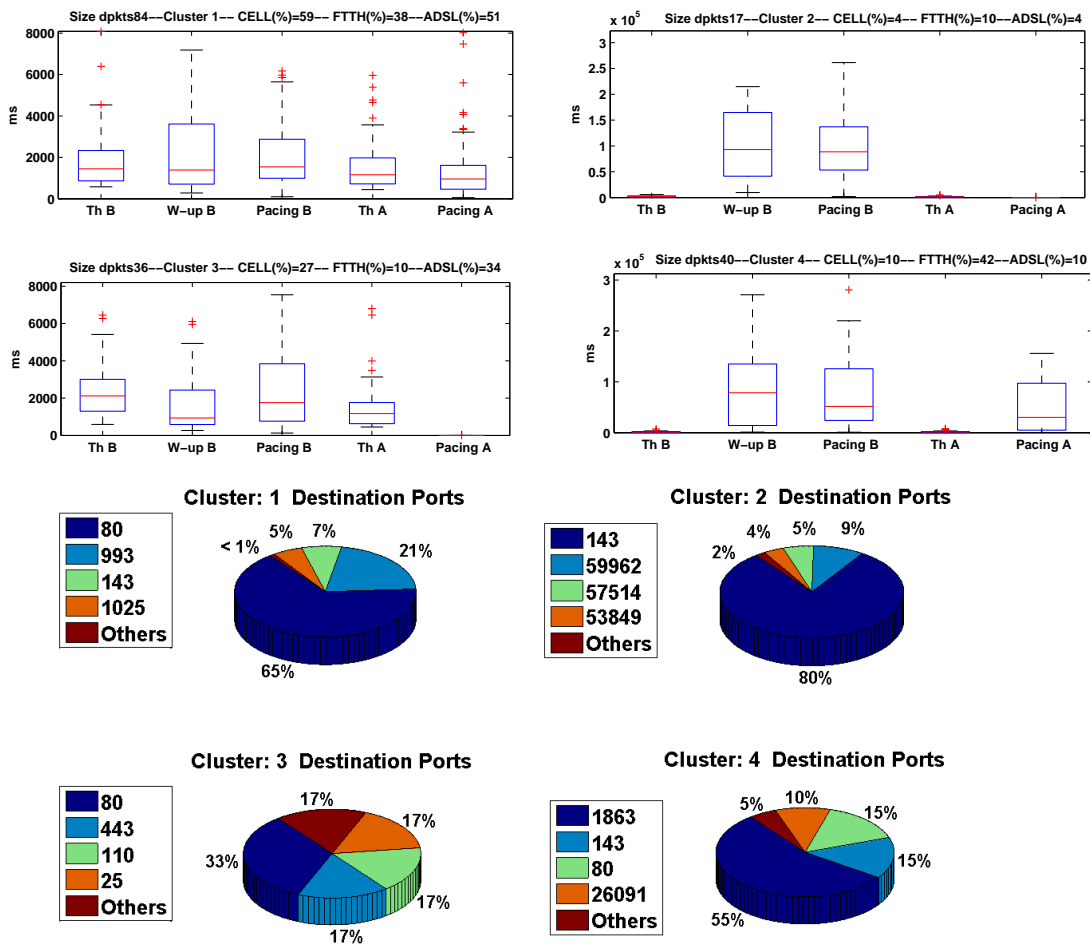 Size dpkts84--Cluster 1-- CELL(%)=59-- FTTH(%)=38--ADSL(%)=51
8000
6000
4000
2000
0
ms
Th B W-up B Pacing B Th A Pacing A
Size dpkts17--Cluster 2-- CELL(%)=4-- FTTH(%)=10--ADSL(%)=4
x 10^5
3
2.5
2
1.5
1
0.5
0
ms
Th B W-up B Pacing B Th A Pacing A
Size dpkts36--Cluster 3-- CELL(%)=27-- FTTH(%)=10--ADSL(%)=34
8000
6000
4000
2000
0
ms
Th B W-up B Pacing B Th A Pacing A
Size dpkts40--Cluster 4-- CELL(%)=10-- FTTH(%)=42--ADSL(%)=10
x 10^5
3
2
1
0
ms
Th B W-up B Pacing B Th A Pacing A
Cluster: 1 Destination Ports
80
993
143
1025
Others
< 1%
5%
7%
21%
65%
Cluster: 2 Destination Ports
143
59962
57514
53849
Others
2%
4%
5%
9%
80%
Cluster: 3 Destination Ports
80
443
110
25
Others
17%
17%
33%
17%
17%
Cluster: 4 Destination Ports
1863
143
80
26091
Others
5%
10%
15%
15%
55%